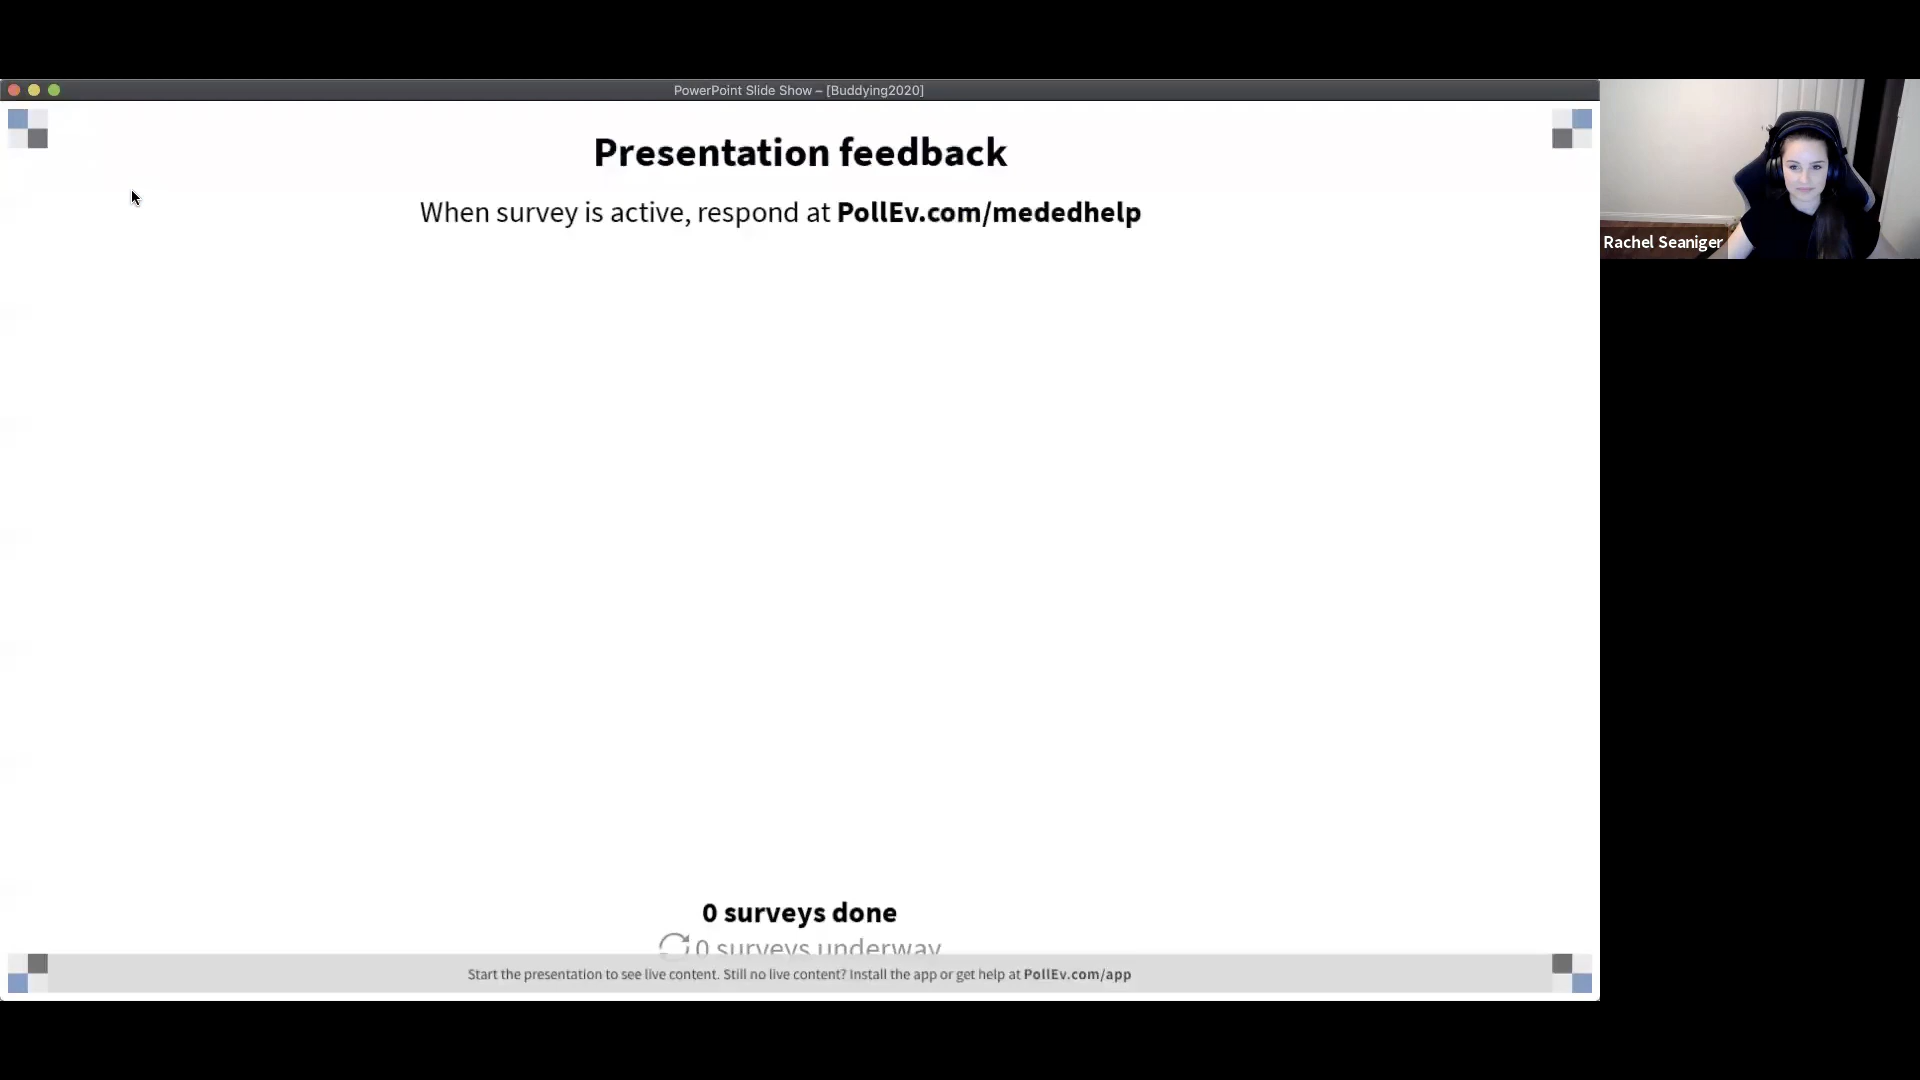 PowerPoint Slide Show – [Buddying2020]
Presentation feedback
When survey is active, respond at PollEv.com/mededhelp
Rachel Seaniger
0 surveys done
0 surveys underway
Start the presentation to see live content. Still no live content? Install the app or get help at PollEv.com/app